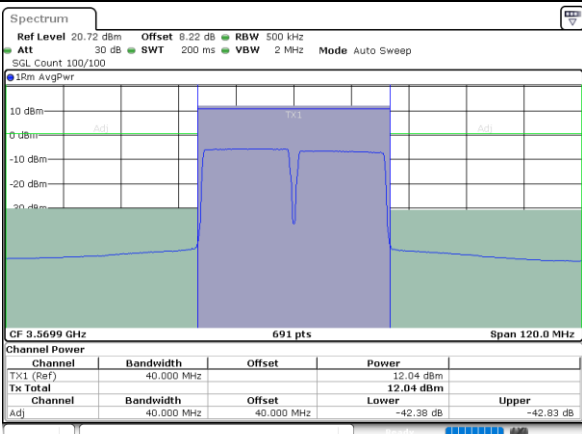 Spectrum
Ref Level 20.72 dBm Offset 8.22 dB RBW 500 kHz
Att 30 dB SWT 200 ms VBW 2 MHz Mode Auto Sweep
SGL Count 100/100
1Rm AvgPwr
10 dBm
TX1
Adj Adj
0 dBm
-10 dBm
-20 dBm
-30 dBm
CF 3.5699 GHz 691 pts Span 120.0 MHz
Channel Power
Channel Bandwidth Offset Power
TX1 (Ref) 40.000 MHz 12.04 dBm
Tx Total 12.04 dBm
Channel Bandwidth Offset Lower Upper
Adj 40.000 MHz 40.000 MHz -42.38 dB -42.83 dB